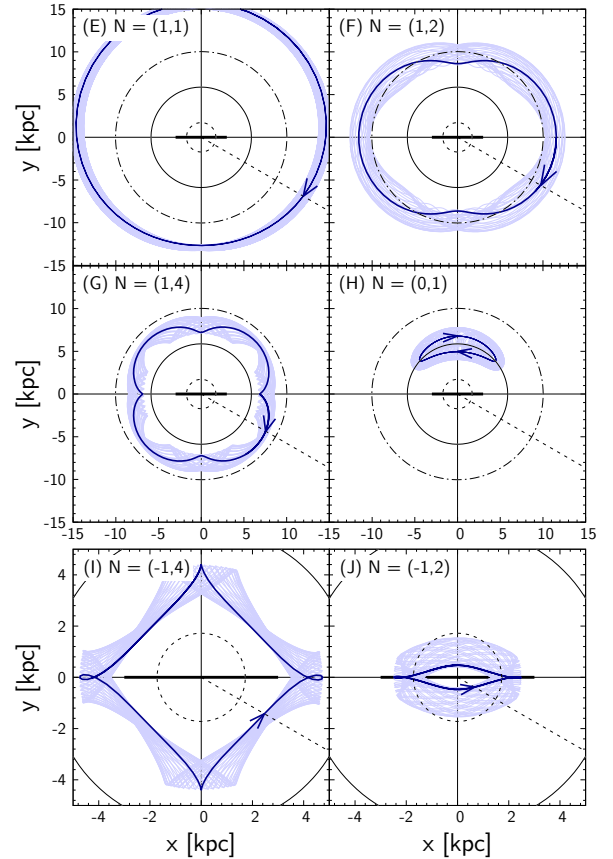 (E) N = (1,1)
(F) N = (1,2)
15
10
5
0
-5
-10
-15
y [kpc]
(G) N = (1,4)
(H) N = (0,1)
15
10
5
0
-5
-10
-15
y [kpc]
-15 -10 -5 0 5 10 15
-10 -5 0 5 10 15
(I) N = (-1,4)
(J) N = (-1,2)
4
2
0
-2
-4
y [kpc]
-4 -2 0 2 4
-4 -2 0 2 4
x [kpc]
x [kpc]